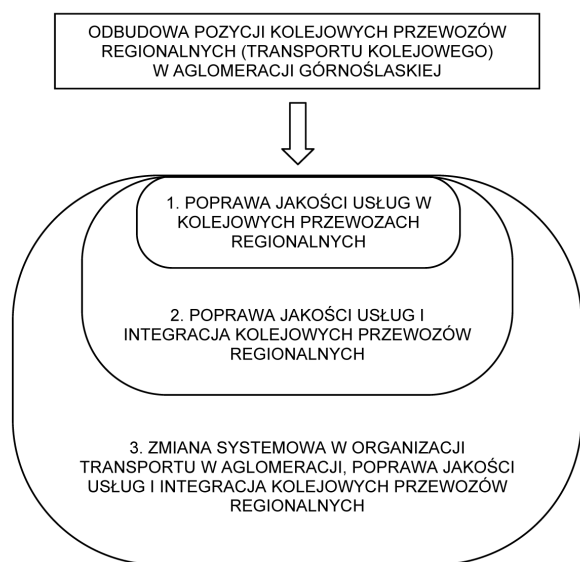 ODBUDOWA POZYCJI KOLEJOWYCH PRZEWOZÓW
REGIONALNYCH (TRANSPORTU KOLEJOWEGO)
W AGLOMERACJI GÓRNOŚLASKIEJ
1. POPRAWA JAKOŚCI USŁUG W
KOLEJOWYCH PRZEWOZACH
REGIONALNYCH
2. POPRAWA JAKOŚCI USŁUG I
INTEGRACJA KOLEJOWYCH PRZEWOZÓW
REGIONALNYCH
3. ZMIANA SYSTEMOWA W ORGANIZACJI
TRANSPORTU W AGLOMERACJI, POPRAWA JAKOŚCI
USŁUG I INTEGRACJA KOLEJOWYCH PRZEWOZÓW
REGIONALNYCH